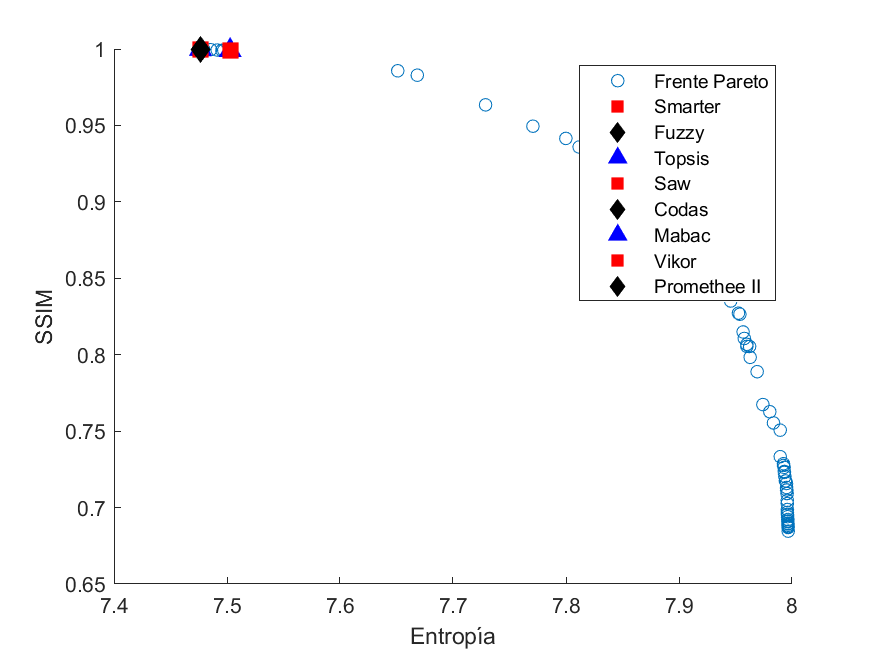 1
0.95
0.9
0.85
0.8
0.75
0.7
0.65
SSIM
7.4
7.5
7.6
7.7
7.8
7.9
8
Entropía
Frente Pareto
Smarter
Fuzzy
Topsis
Saw
Codas
Mabac
Vikor
Promethee II